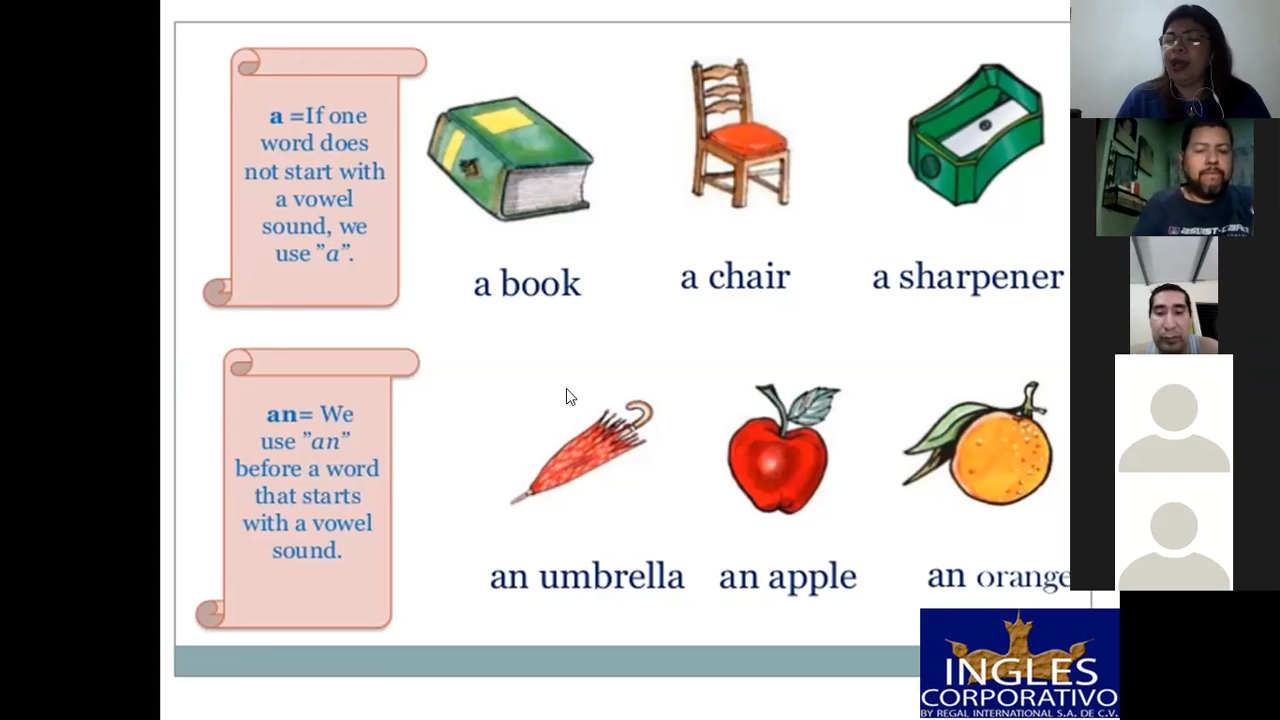 a =If one
word does
not start with
a vowel
sound, we
use ”a”.
a book
a chair
a sharpener
an= We
use ”an”
before a word
that starts
with a vowel
sound.
an umbrella
an apple
an orange
INGLES
CORPORATIVO
BY REGAL INTERNATIONAL S.A. DE C.V.